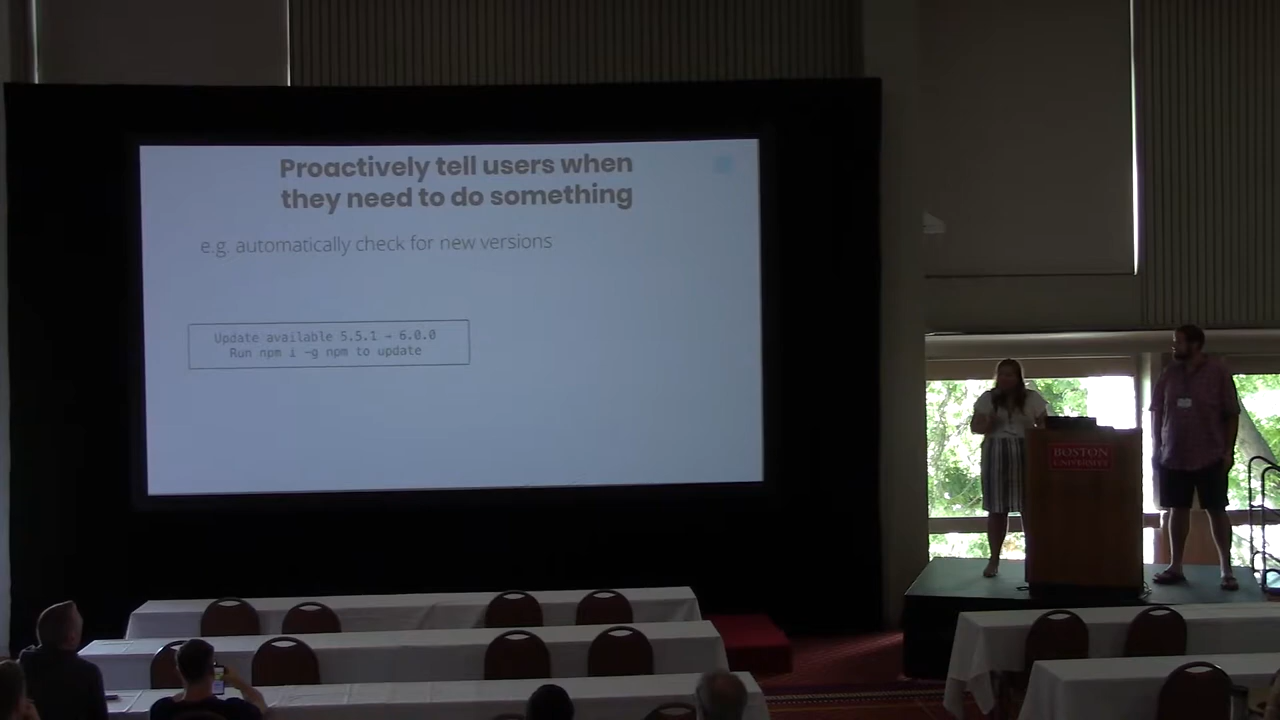 Proactively tell users when
they need to do something
e.g. automatically check for new versions
Update available 5.5.1 → 6.0.0
Run npm i -g npm to update
BOSTON
UNIVERSITY